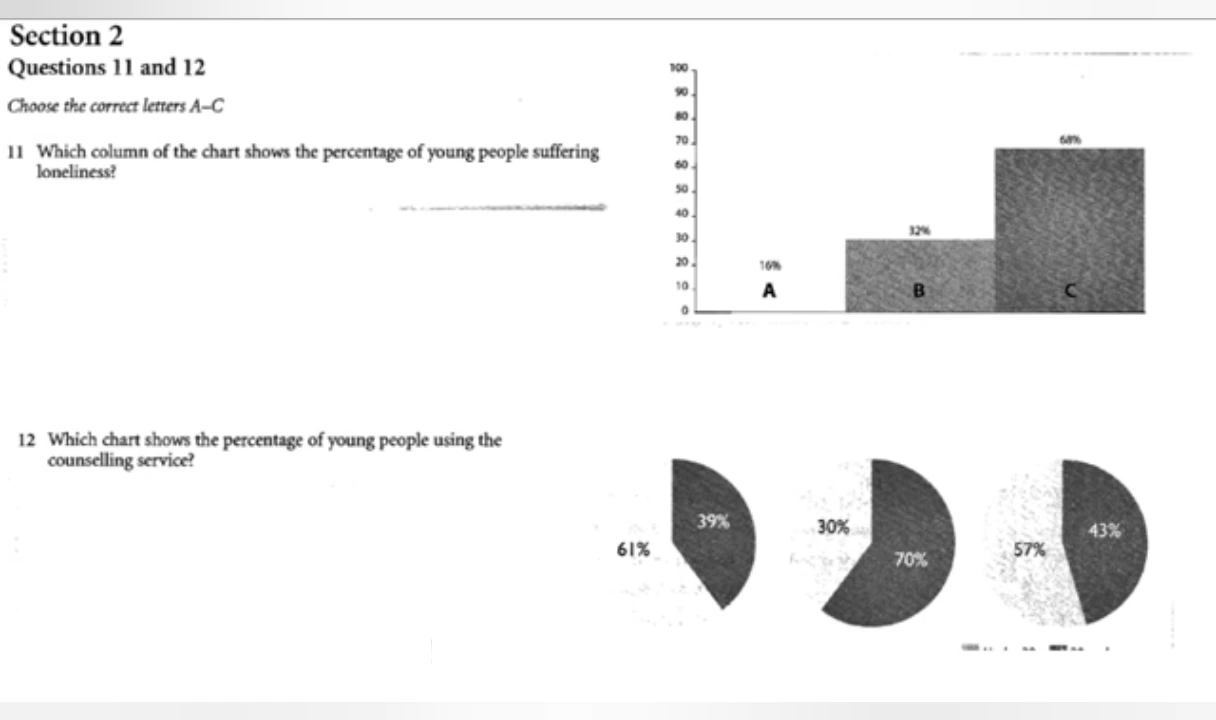 Section 2
Questions 11 and 12
Choose the correct letters A–C
11 Which column of the chart shows the percentage of young people suffering
loneliness?
100
90
80
70
60
50
40
30
20
10
0
16%
A
32%
B
68%
C
12 Which chart shows the percentage of young people using the
counselling service?
61%
39%
30%
70%
57%
43%